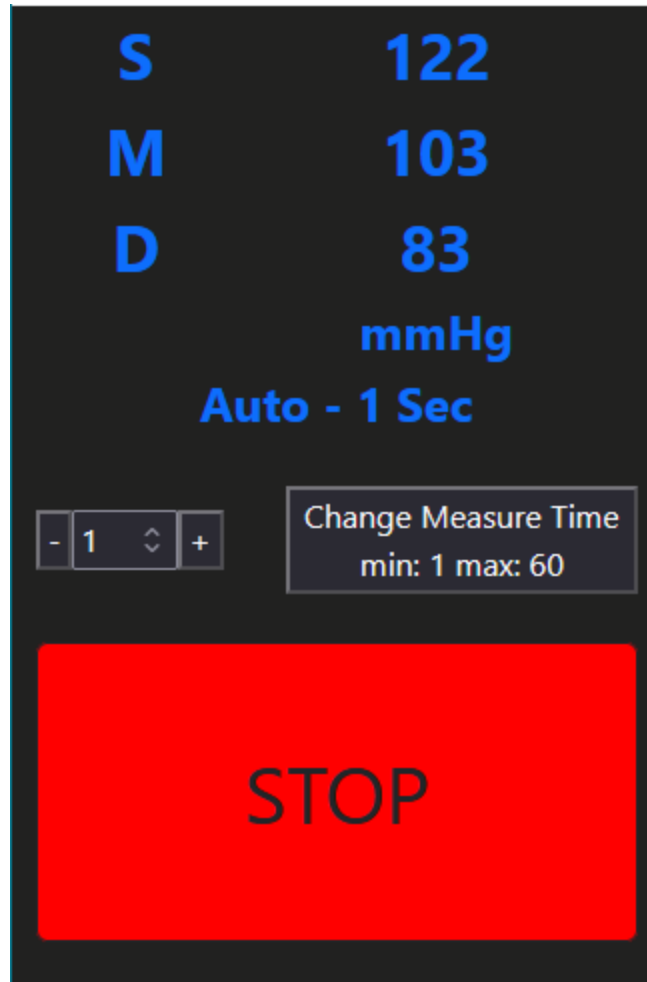 S 122
M 103
D 83
mmHg
Auto - 1 Sec
- 1 +
Change Measure Time
min: 1 max: 60
STOP